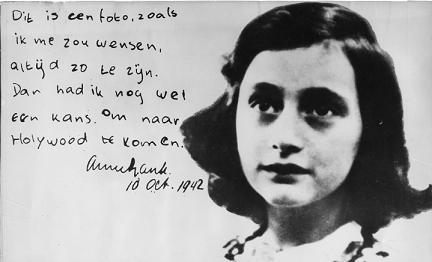 Dit is een foto, zoals
ik me zou wensen,
altijd zo te zijn.
Dan had ik nog wel
een kans om naar
Holywood te komen.
Annefrank.
10 Oct. 1942